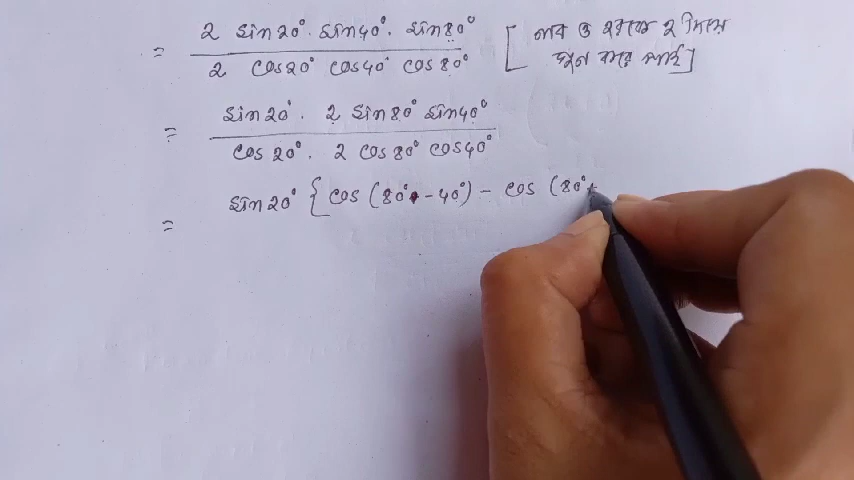 = 2 sin20°. sin40°. sin80° / 2 cos20° cos40° cos80° [লব ও হরকে 2 দিয়ে
গুন করে পাই]
= sin20°. 2 sin80° sin40° / cos20°. 2 cos80° cos40°
= sin20° {cos (80° - 40°) - cos (80°+